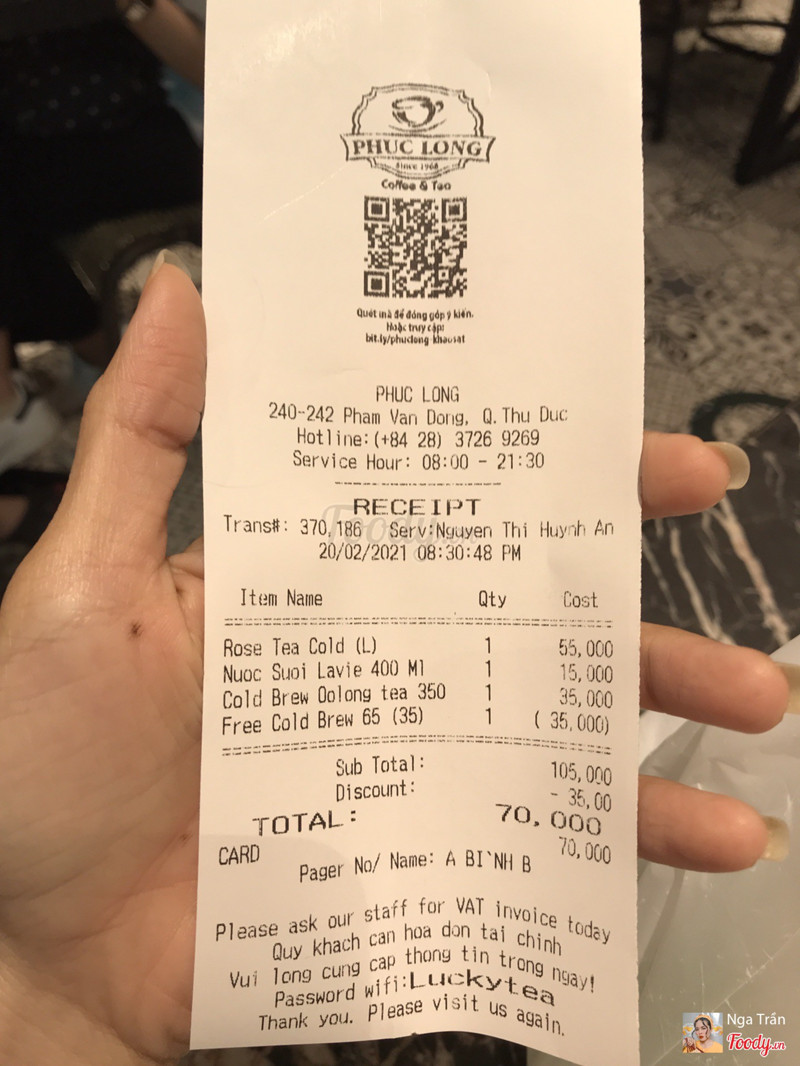 PHUC LONG
Since 1968
Coffee & Tea
Quét mã để đóng góp ý kiến.
Hoặc truy cập:
bit.ly/phuclong-khaosat
PHUC LONG
240-242 Pham Van Dong, Q.Thu Duc
Hotline:(+84 28) 3726 9269
Service Hour: 08:00 - 21:30
RECEIPT
Trans#: 370,186 Serv:Nguyen Thi Huynh An
20/02/2021 08:30:48 PM
Item Name Qty Cost
Rose Tea Cold (L) 1 55,000
Nuoc Suoi Lavie 400 Ml 1 15,000
Cold Brew Oolong tea 350 1 35,000
Free Cold Brew 65 (35) 1 ( 35,000)
Sub Total: 105,000
Discount: - 35,00
TOTAL: 70,000
CARD 70,000
Pager No/ Name: A BI`NH B
Please ask our staff for VAT invoice today
Quy khach can hoa don tai chinh
Vui long cung cap thong tin trong ngay!
Password wifi:Luckytea
Thank you. Please visit us again.
Nga Trần
Foody.vn